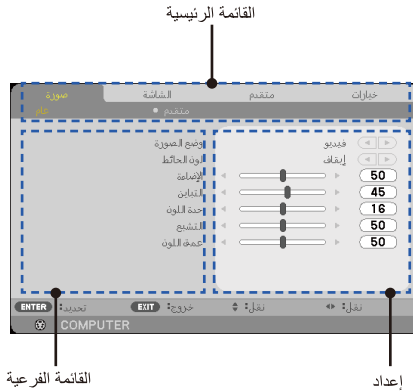 القائمة الرئيسية
صورة الشاشة متقدم خيارات
عام متقدم
وضع الصورة فيديو
لون الحائط إيقاف
الإضاءة 50
التباين 45
حدة اللون 16
التشبع 50
عمق اللون 50
ENTER تحديد: EXIT خروج: نقل: نقل:
COMPUTER
القائمة الفرعية إعداد